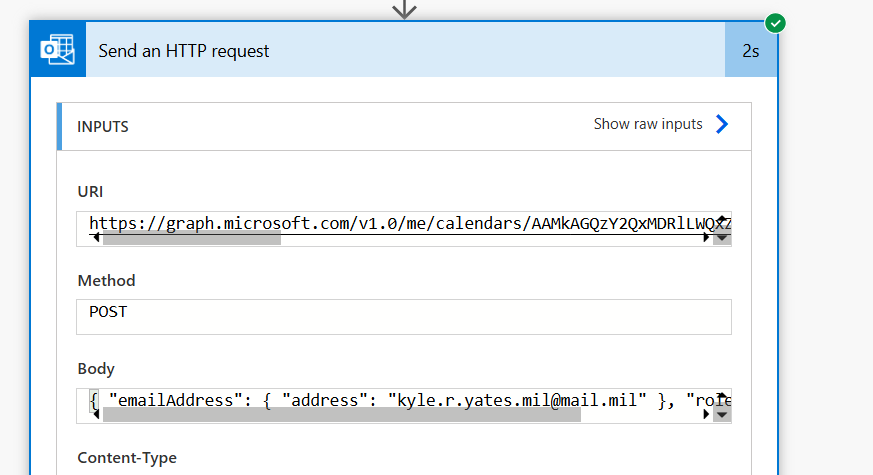 Send an HTTP request
2s
INPUTS
Show raw inputs
URI
https://graph.microsoft.com/v1.0/me/calendars/AAMkAGQzY2QxMDRlLWQxZ
Method
POST
Body
{ "emailAddress": { "address": "kyle.r.yates.mil@mail.mil" }, "role
Content-Type